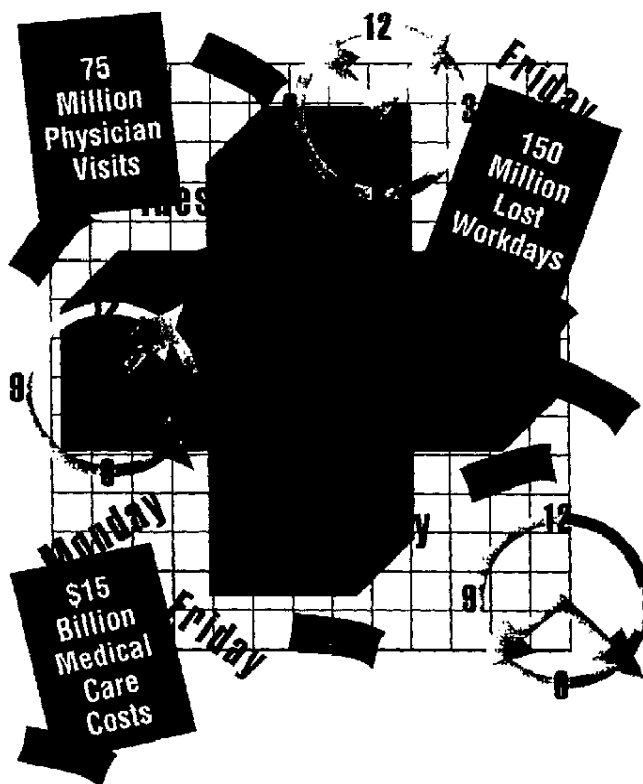 12
Friday
75
Million
Physician
Visits
3
150
Million
Lost
Workdays
12
9
6
Monday
12
9
6
$15
Billion
Medical
Care
Costs
Friday